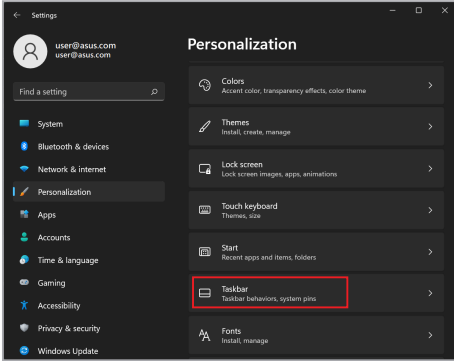 Settings
user@asus.com
user@asus.com
Find a setting
System
Bluetooth & devices
Network & internet
Personalization
Apps
Accounts
Time & language
Gaming
Accessibility
Privacy & security
Windows Update
Personalization
Colors
Accent color, transparency effects, color theme
Themes
Install, create, manage
Lock screen
Lock screen images, apps, animations
Touch keyboard
Themes, size
Start
Recent apps and items, folders
Taskbar
Taskbar behaviors, system pins
Fonts
Install, manage